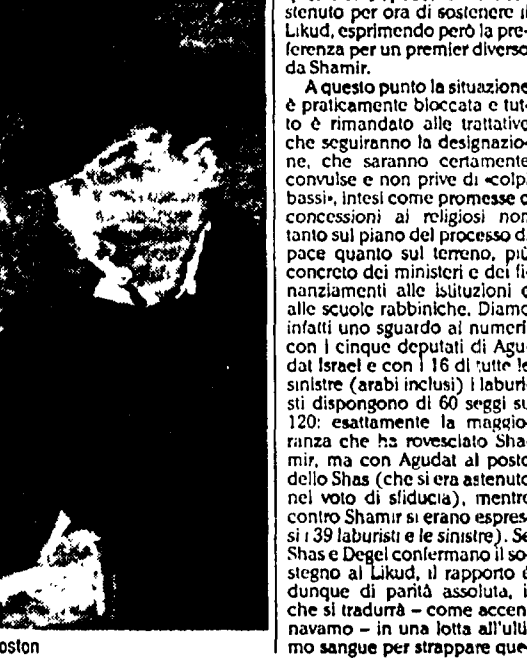 stenuto per ora di sostenere il
Likud, esprimendo però la pre-
ferenza per un premier diverso
da Shamir.
A questo punto la situazione
è praticamente bloccata e tut-
to è rimandato alle trattative
che seguiranno la designazio-
ne, che saranno certamente
convulse e non prive di «colpi
bassi», intesi come promesse o
concessioni ai religiosi non
tanto sul piano del processo di
pace quanto sul terreno, più
concreto dei ministeri e dei fi-
nanziamenti alle istituzioni e
alle scuole rabbiniche. Diamo
infatti uno sguardo ai numeri:
con i cinque deputati di Agu-
dat Israel e con i 16 di tutte le
sinistre (arabi inclusi) i laburi-
sti dispongono di 60 seggi su
120: esattamente la maggio-
ranza che ha rovesciato Sha-
mir, ma con Agudat al posto
dello Shas (che si era astenuto
nel voto di sfiducia), mentre
contro Shamir si erano espres-
si i 39 laburisti e le sinistre). Se
Shas e Degel confermano il so-
stegno al Likud, il rapporto è
dunque di parità assoluta, il
che si tradurrà – come accen-
navamo – in una lotta all'ulti-
mo sangue per strappare que-
oston